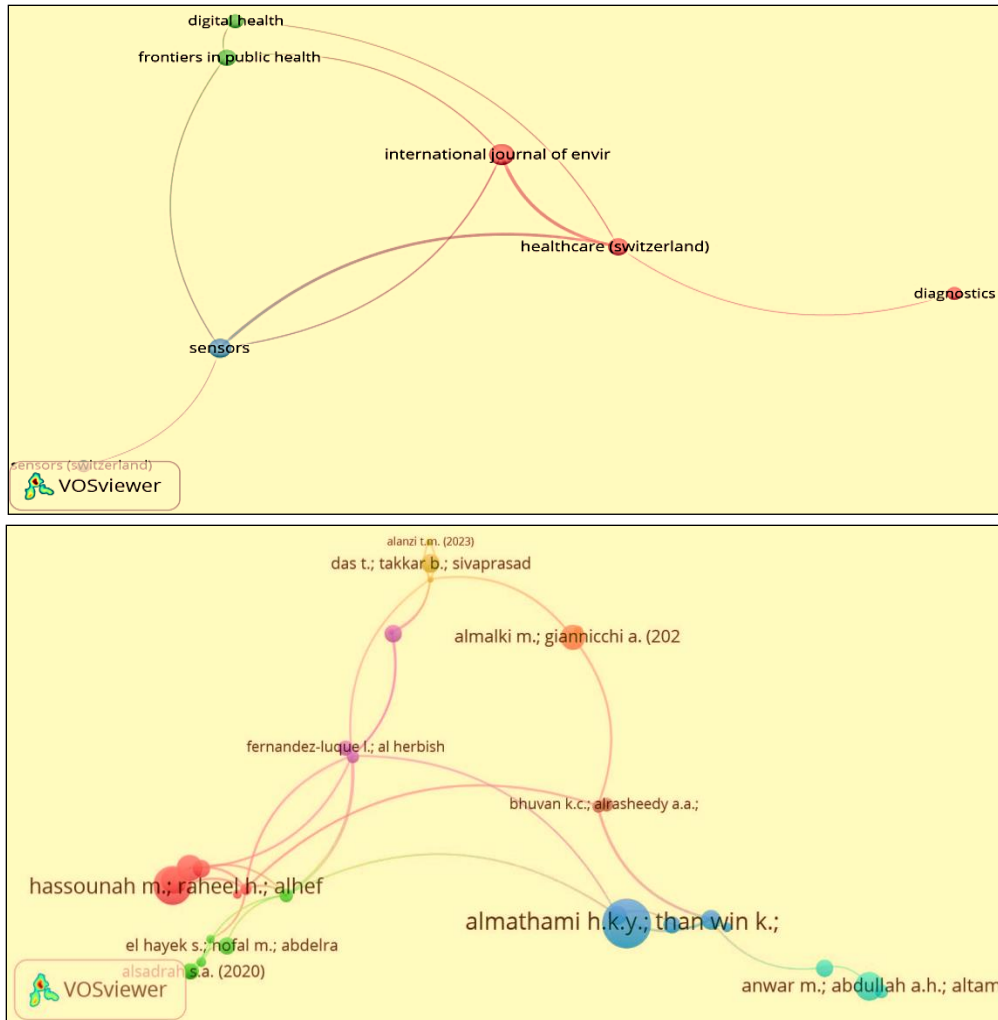 digital health
frontiers in public health
international journal of envir
healthcare (switzerland)
diagnostics
sensors
sensors (switzerland)
VOSviewer
alanzi t.m. (2023)
das t.; takkar b.; sivaprasad
almalki m.; giannicchi a. (202
fernandez-luque l.; al herbish
bhuvan k.c.; alrasheedy a.a.;
hassounah m.; raheel h.; alhef
almathami h.k.y.; than win k.;
el hayek s.; nofal m.; abdelra
alsadrah s.a. (2020)
anwar m.; abdullah a.h.; altam
VOSviewer